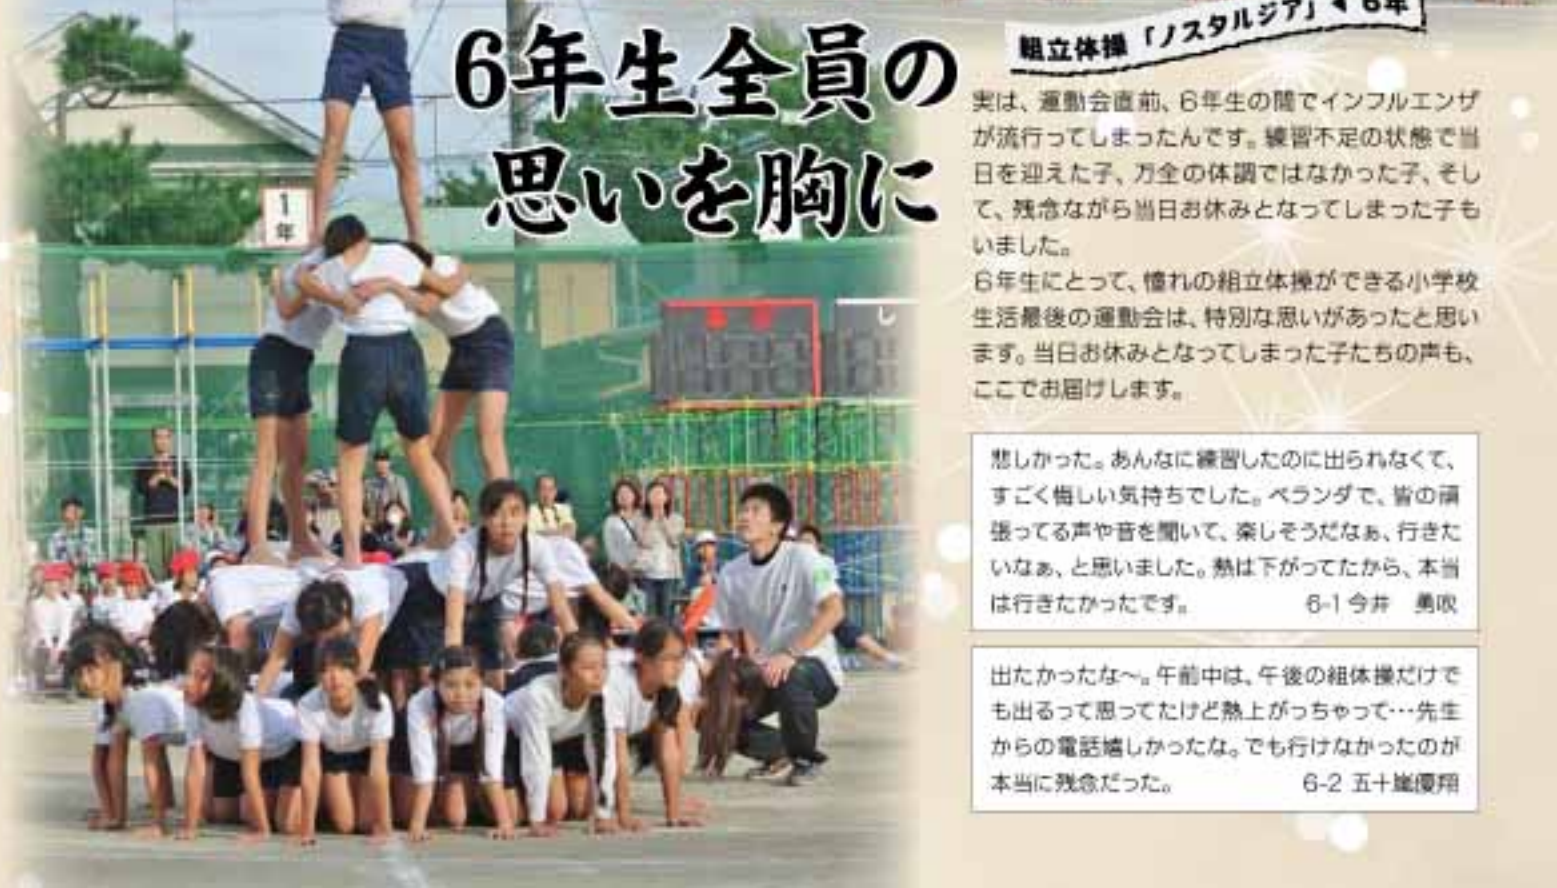 6年生全員の
思いを胸に
組立体操「ノスタルジア」◀6年
実は、運動会直前、6年生の間でインフルエンザ
が流行ってしまったんです。練習不足の状態で当
日を迎えた子、万全の体調ではなかった子、そし
て、残念ながら当日お休みとなってしまった子も
いました。
6年生にとって、憧れの組立体操ができる小学校
生活最後の運動会は、特別な思いがあったと思い
ます。当日お休みとなってしまった子たちの声も、
ここでお届けします。
悲しかった。あんなに練習したのに出られなくて、
すごく悔しい気持ちでした。ベランダで、皆の頑
張ってる声や音を聞いて、楽しそうだなぁ、行きた
いなぁ、と思いました。熱は下がってたから、本当
は行きたかったです。 6-1 今井 勇吹
出たかったな〜。午前中は、午後の組体操だけで
も出るって思ってたけど熱上がっちゃって…先生
からの電話嬉しかったな。でも行けなかったのが
本当に残念だった。 6-2 五十嵐優翔
1
年
し